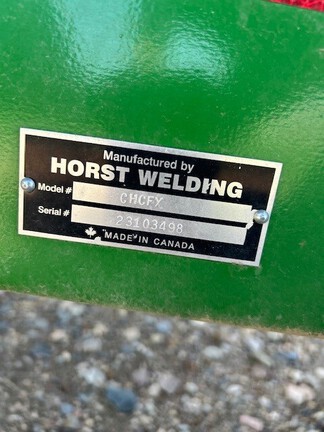 Manufactured by
HORST WELDING
Model # CHCFX
Serial # 23103498
MADE IN CANADA